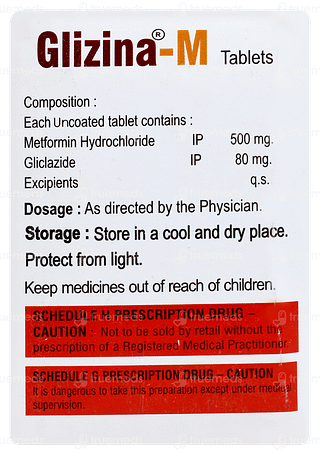 Glizina®-M Tablets
Composition :
Each Uncoated tablet contains :
Metformin Hydrochloride IP 500 mg.
Gliclazide IP 80 mg.
Excipients q.s.
Dosage : As directed by the Physician.
Storage : Store in a cool and dry place.
Protect from light.
Keep medicines out of reach of children.
SCHEDULE H PRESCRIPTION DRUG –
CAUTION : Not to be sold by retail without the
prescription of a Registered Medical Practitioner.
SCHEDULE G PRESCRIPTION DRUG – CAUTION
It is dangerous to take this preparation except under medical
supervision.
truemeds